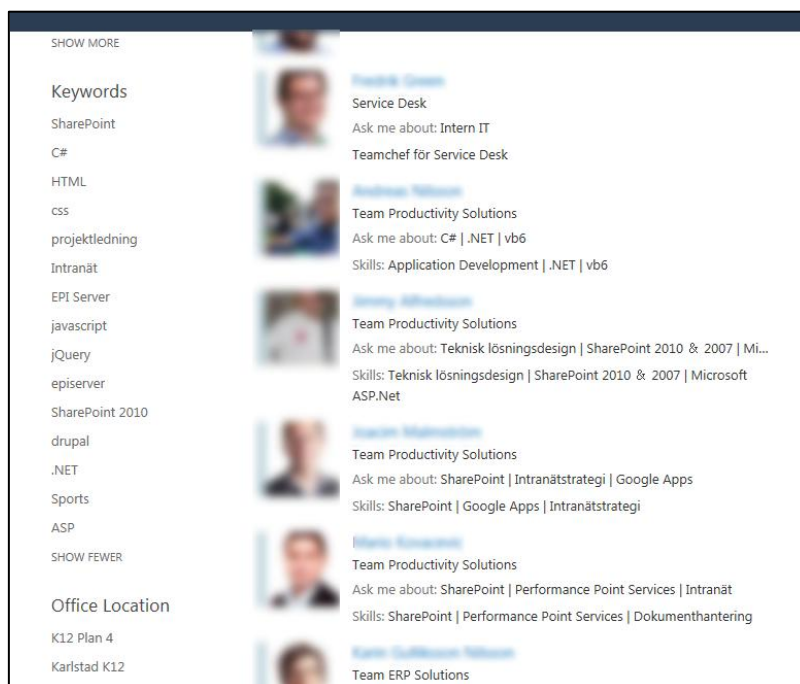 SHOW MORE
Keywords
SharePoint
C#
HTML
css
projektledning
Intranät
EPI Server
javascript
jQuery
episerver
SharePoint 2010
drupal
.NET
Sports
ASP
SHOW FEWER
Office Location
K12 Plan 4
Karlstad K12
Service Desk
Ask me about: Intern IT
Teamchef för Service Desk
Team Productivity Solutions
Ask me about: C# | .NET | vb6
Skills: Application Development | .NET | vb6
Team Productivity Solutions
Ask me about: Teknisk lösningsdesign | SharePoint 2010 & 2007 | Mi...
Skills: Teknisk lösningsdesign | SharePoint 2010 & 2007 | Microsoft
ASP.Net
Team Productivity Solutions
Ask me about: SharePoint | Intranätstrategi | Google Apps
Skills: SharePoint | Google Apps | Intranätstrategi
Team Productivity Solutions
Ask me about: SharePoint | Performance Point Services | Intranät
Skills: SharePoint | Performance Point Services | Dokumenthantering
Team ERP Solutions